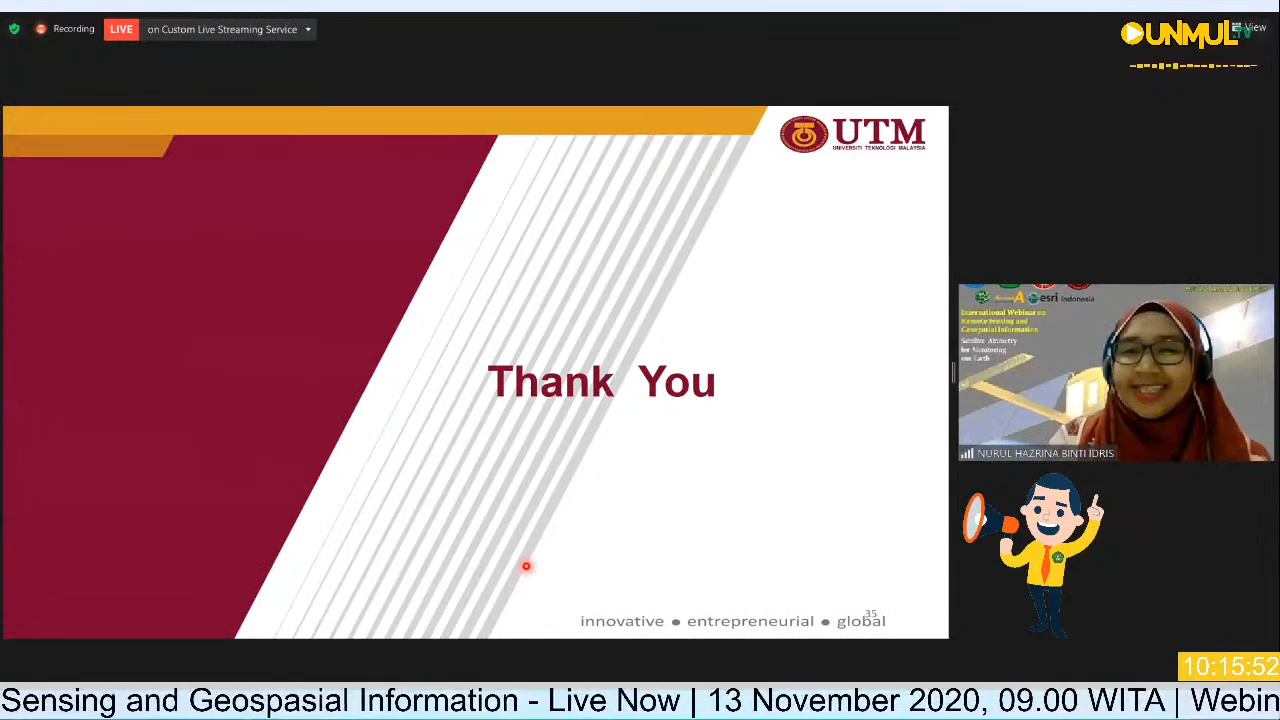 Recording
LIVE
on Custom Live Streaming Service
View
UNMUL TV
UTM
UNIVERSITI TEKNOLOGI MALAYSIA
Thank You
esri Indonesia
International Webinar on
Remote Sensing and
Geospatial Information
Satellite Altimetry
for Monitoring
our Earth
NURUL HAZRINA BINTI IDRIS
35
innovative ● entrepreneurial ● global
10:15:52
Sensing and Geospasial Information - Live Now | 13 November 2020, 09.00 WITA | Webin